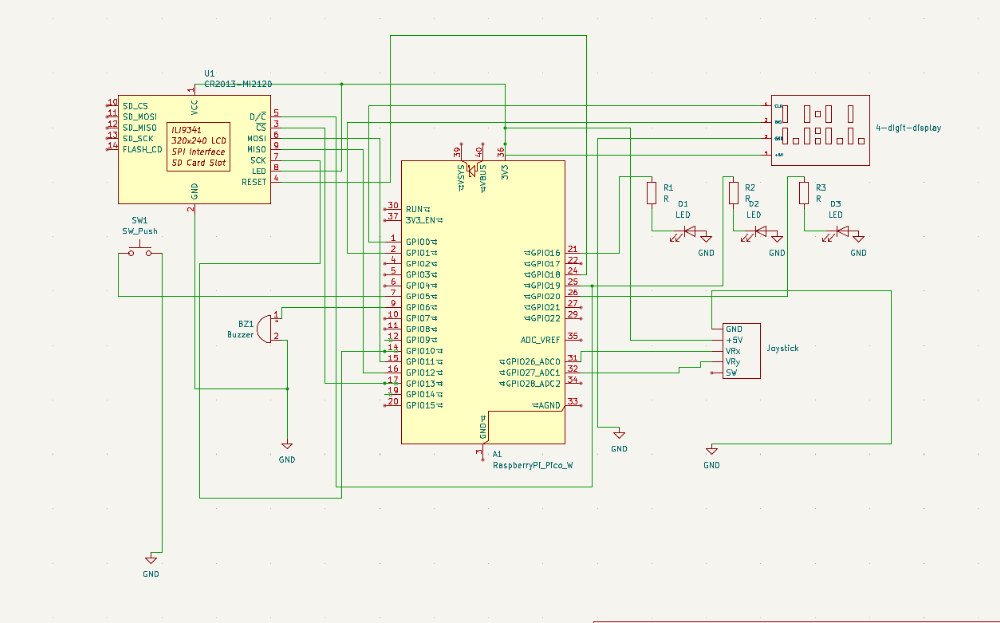 U1
CR2013-MI2120
1
VCC
10 SD_CS
11 SD_MOSI
12 SD_MISO
13 SD_SCK
14 FLASH_CD
ILI9341
320x240 LCD
SPI Interface
SD Card Slot
D/C 5
CS 3
MOSI 6
MISO 9
SCK 7
LED 8
RESET 4
GND
2
SW1
SW_Push
GND
BZ1
Buzzer
1
2
GND
39
40
36
VSYS
VBUS
3V3
30 RUN
37 3V3_EN
1 GPIO0
2 GPIO1
4 GPIO2
5 GPIO3
6 GPIO4
7 GPIO5
9 GPIO6
10 GPIO7
11 GPIO8
12 GPIO9
14 GPIO10
15 GPIO11
16 GPIO12
17 GPIO13
19 GPIO14
20 GPIO15
GPIO16 21
GPIO17 22
GPIO18 24
GPIO19 25
GPIO20 26
GPIO21 27
GPIO22 29
ADC_VREF 35
GPIO26_ADC0 31
GPIO27_ADC1 32
GPIO28_ADC2 34
AGND 33
GND
3
A1
RaspberryPi_Pico_W
4-digit-display
R1
R
D1
LED
GND
R2
R
D2
LED
GND
R3
R
D3
LED
GND
GND
+5V
VRx
VRy
SW
Joystick
GND
GND